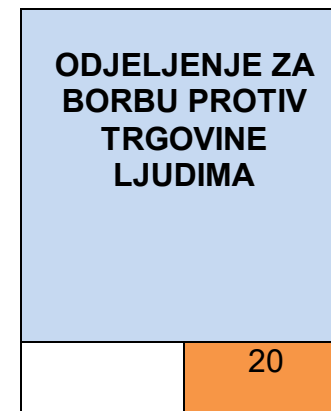 ODJELJENJE ZA
BORBU PROTIV
TRGOVINE
LJUDIMA
20